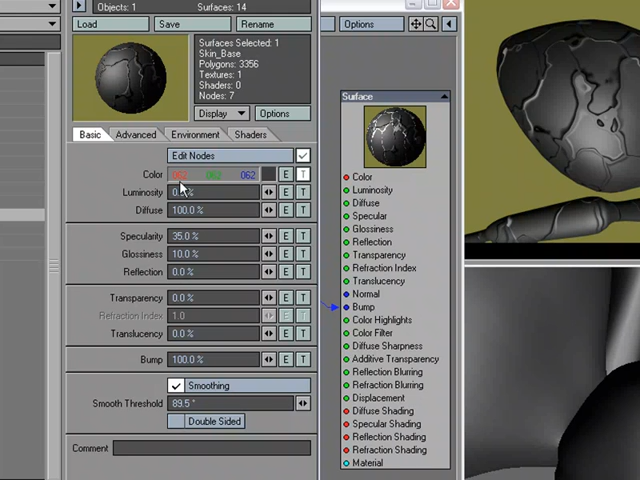 Objects: 1 Surfaces: 14
Load Save Rename
Surfaces Selected: 1
Skin_Base
Polygons: 3356
Textures: 1
Shaders: 0
Nodes: 7
Display Options
Basic Advanced Environment Shaders
Edit Nodes
Color 062 062 062 E T
Luminosity 0.0 % E T
Diffuse 100.0 % E T
Specularity 35.0 % E T
Glossiness 10.0 % E T
Reflection 0.0 % E T
Transparency 0.0 % E T
Refraction Index 1.0 E T
Translucency 0.0 % E T
Bump 100.0 % E T
Smoothing
Smooth Threshold 89.5 °
Double Sided
Comment
Options
Surface
Color
Luminosity
Diffuse
Specular
Glossiness
Reflection
Transparency
Refraction Index
Translucency
Normal
Bump
Color Highlights
Color Filter
Diffuse Sharpness
Additive Transparency
Reflection Blurring
Refraction Blurring
Displacement
Diffuse Shading
Specular Shading
Reflection Shading
Refraction Shading
Material